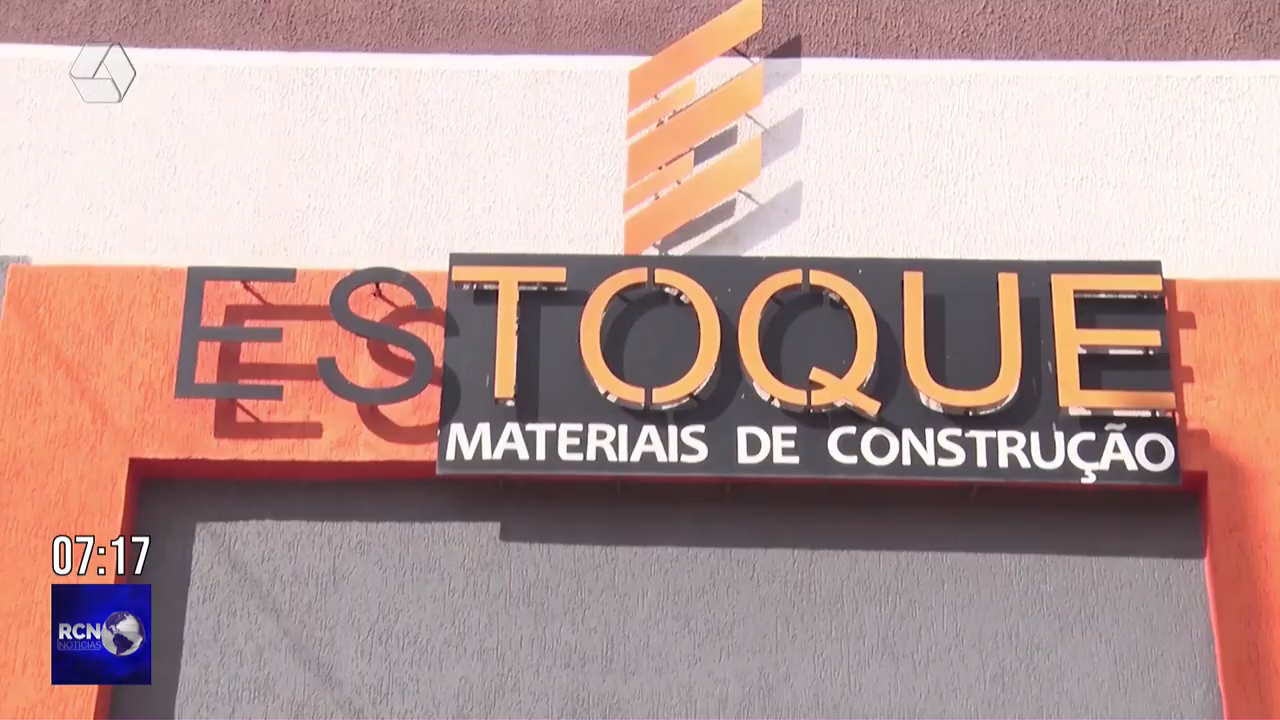 ESTOQUE
MATERIAIS DE CONSTRUÇÃO
07:17
RCN
NOTÍCIAS